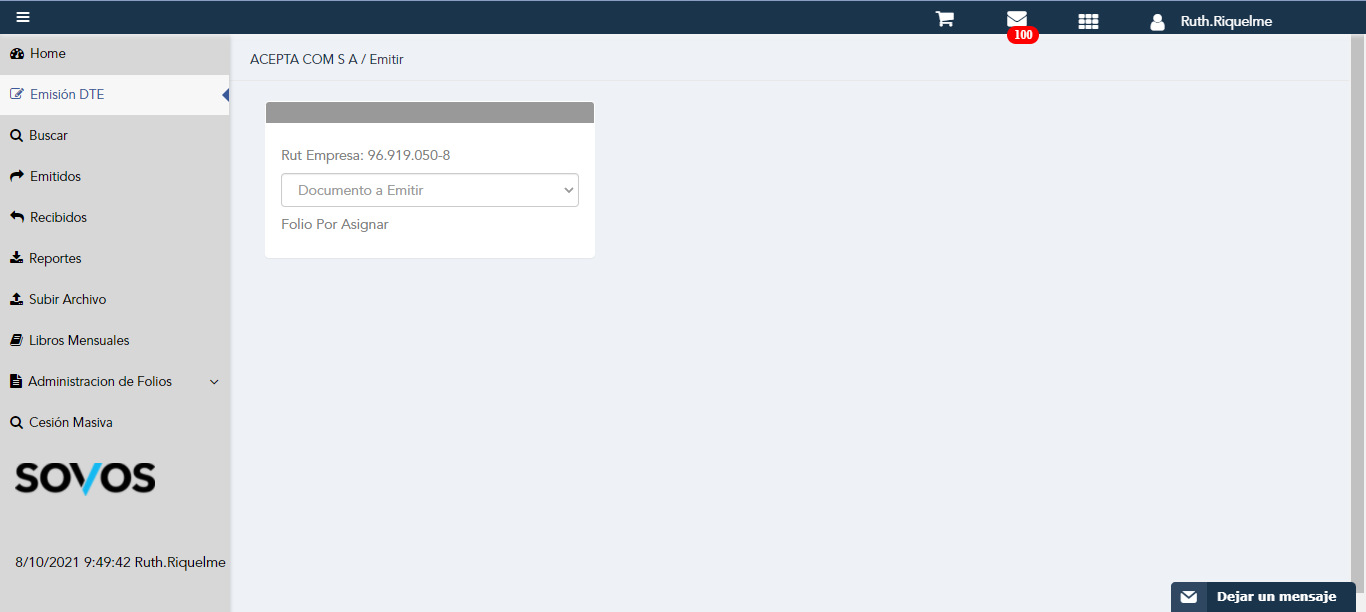 Ruth.Riquelme
100
Home
Emisión DTE
Buscar
Emitidos
Recibidos
Reportes
Subir Archivo
Libros Mensuales
Administracion de Folios
Cesión Masiva
SOVOS
8/10/2021 9:49:42 Ruth.Riquelme
ACEPTA COM S A / Emitir
Rut Empresa: 96.919.050-8
Documento a Emitir
Folio Por Asignar
Dejar un mensaje